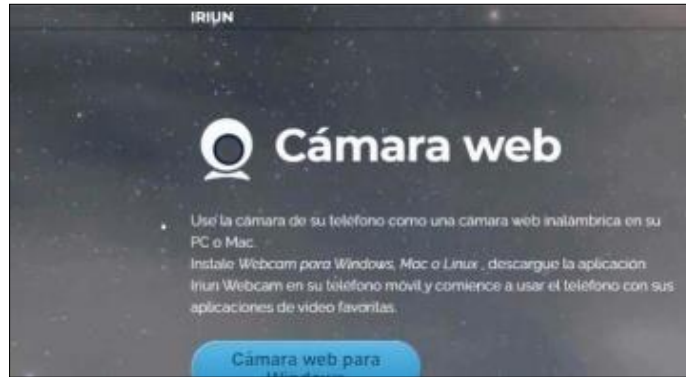 IRIUN
Cámara web
Use la cámara de su teléfono como una cámara web inalámbrica en su
PC o Mac.
Instale Webcam para Windows, Mac o Linux , descargue la aplicación
Iriun Webcam en su teléfono móvil y comience a usar el teléfono con sus
aplicaciones de video favoritas.
Cámara web para
Windows